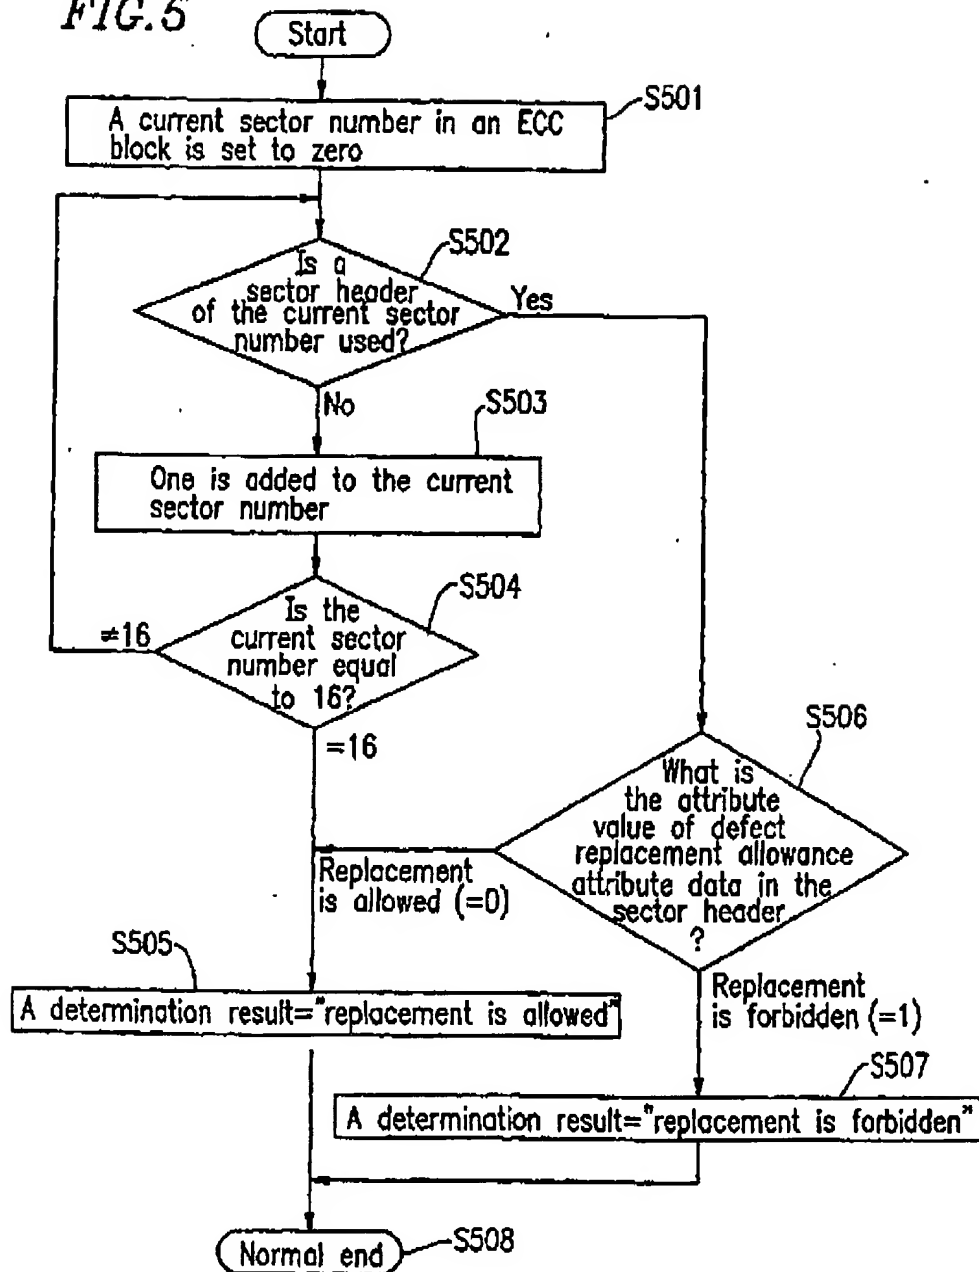 FIG.5
Start
S501
A current sector number in an ECC
block is set to zero
S502
Is a
sector header
of the current sector
number used?
Yes
No
S503
One is added to the current
sector number
S504
Is the
current sector
number equal
to 16?
≠16
=16
S506
What is
the attribute
value of defect
replacement allowance
attribute data in the
sector header
?
Replacement
is allowed (=0)
S505
A determination result="replacement is allowed"
Replacement
is forbidden (=1)
S507
A determination result="replacement is forbidden"
Normal end
S508